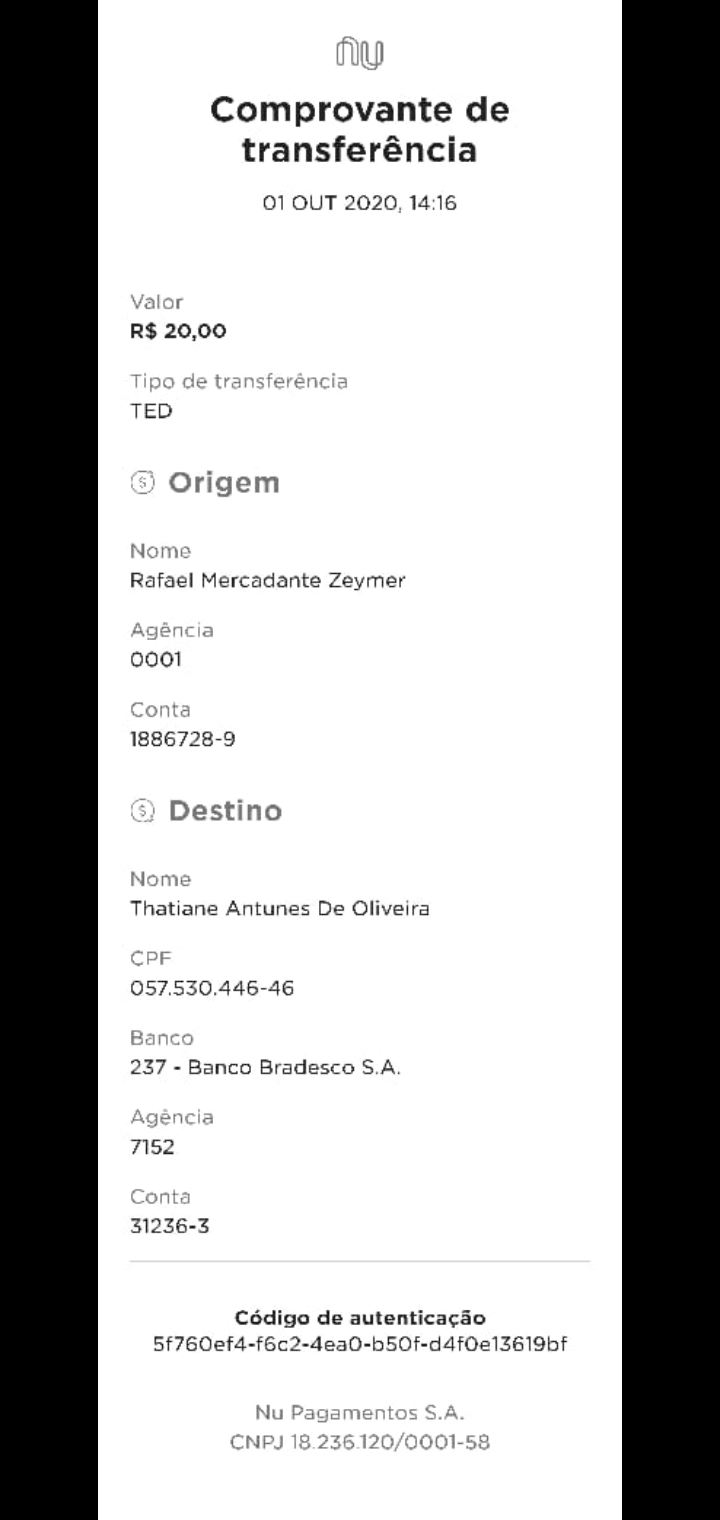 nu
Comprovante de
transferência
01 OUT 2020, 14:16
Valor
R$ 20,00
Tipo de transferência
TED
Origem
Nome
Rafael Mercadante Zeymer
Agência
0001
Conta
1886728-9
Destino
Nome
Thatiane Antunes De Oliveira
CPF
057.530.446-46
Banco
237 - Banco Bradesco S.A.
Agência
7152
Conta
31236-3
Código de autenticação
5f760ef4-f6c2-4ea0-b50f-d4f0e13619bf
Nu Pagamentos S.A.
CNPJ 18.236.120/0001-58